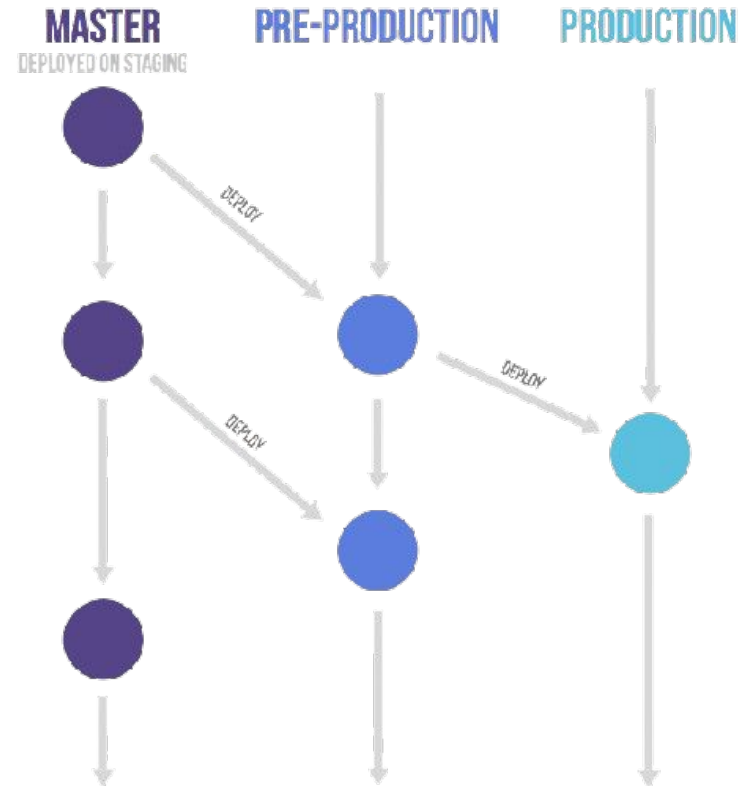 MASTER
DEPLOYED ON STAGING
PRE-PRODUCTION
PRODUCTION
DEPLOY
DEPLOY
DEPLOY